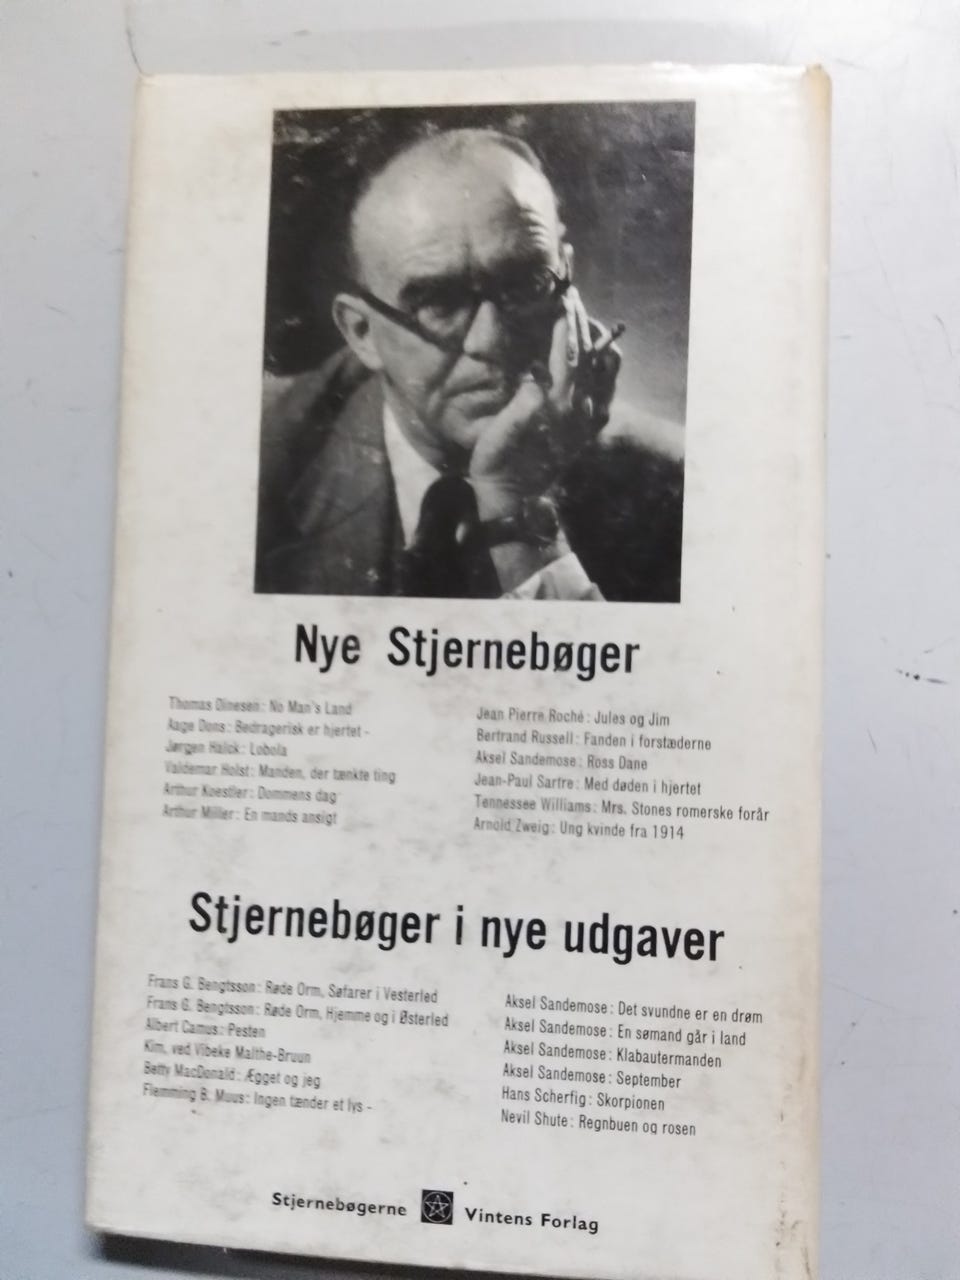 Nye Stjernebøger
Thomas Dinesen: No Man's Land
Aage Dons: Bedragerisk er hjertet -
Jørgen Halck: Lobola
Valdemar Holst: Manden, der tænkte ting
Arthur Koestler: Dommens dag
Arthur Miller: En mands ansigt
Jean Pierre Roché: Jules og Jim
Bertrand Russell: Fanden i forstæderne
Aksel Sandemose: Ross Dane
Jean-Paul Sartre: Med døden i hjertet
Tennessee Williams: Mrs. Stones romerske forår
Arnold Zweig: Ung kvinde fra 1914
Stjernebøger i nye udgaver
Frans G. Bengtsson: Røde Orm, Søfarer i Vesterled
Frans G. Bengtsson: Røde Orm, Hjemme og i Østerled
Albert Camus: Pesten
Kim, ved Vibeke Malthe-Bruun
Betty MacDonald: Ægget og jeg
Flemming B. Muus: Ingen tænder et lys -
Aksel Sandemose: Det svundne er en drøm
Aksel Sandemose: En sømand går i land
Aksel Sandemose: Klabautermanden
Aksel Sandemose: September
Hans Scherfig: Skorpionen
Nevil Shute: Regnbuen og rosen
Stjernebøgerne Vintens Forlag